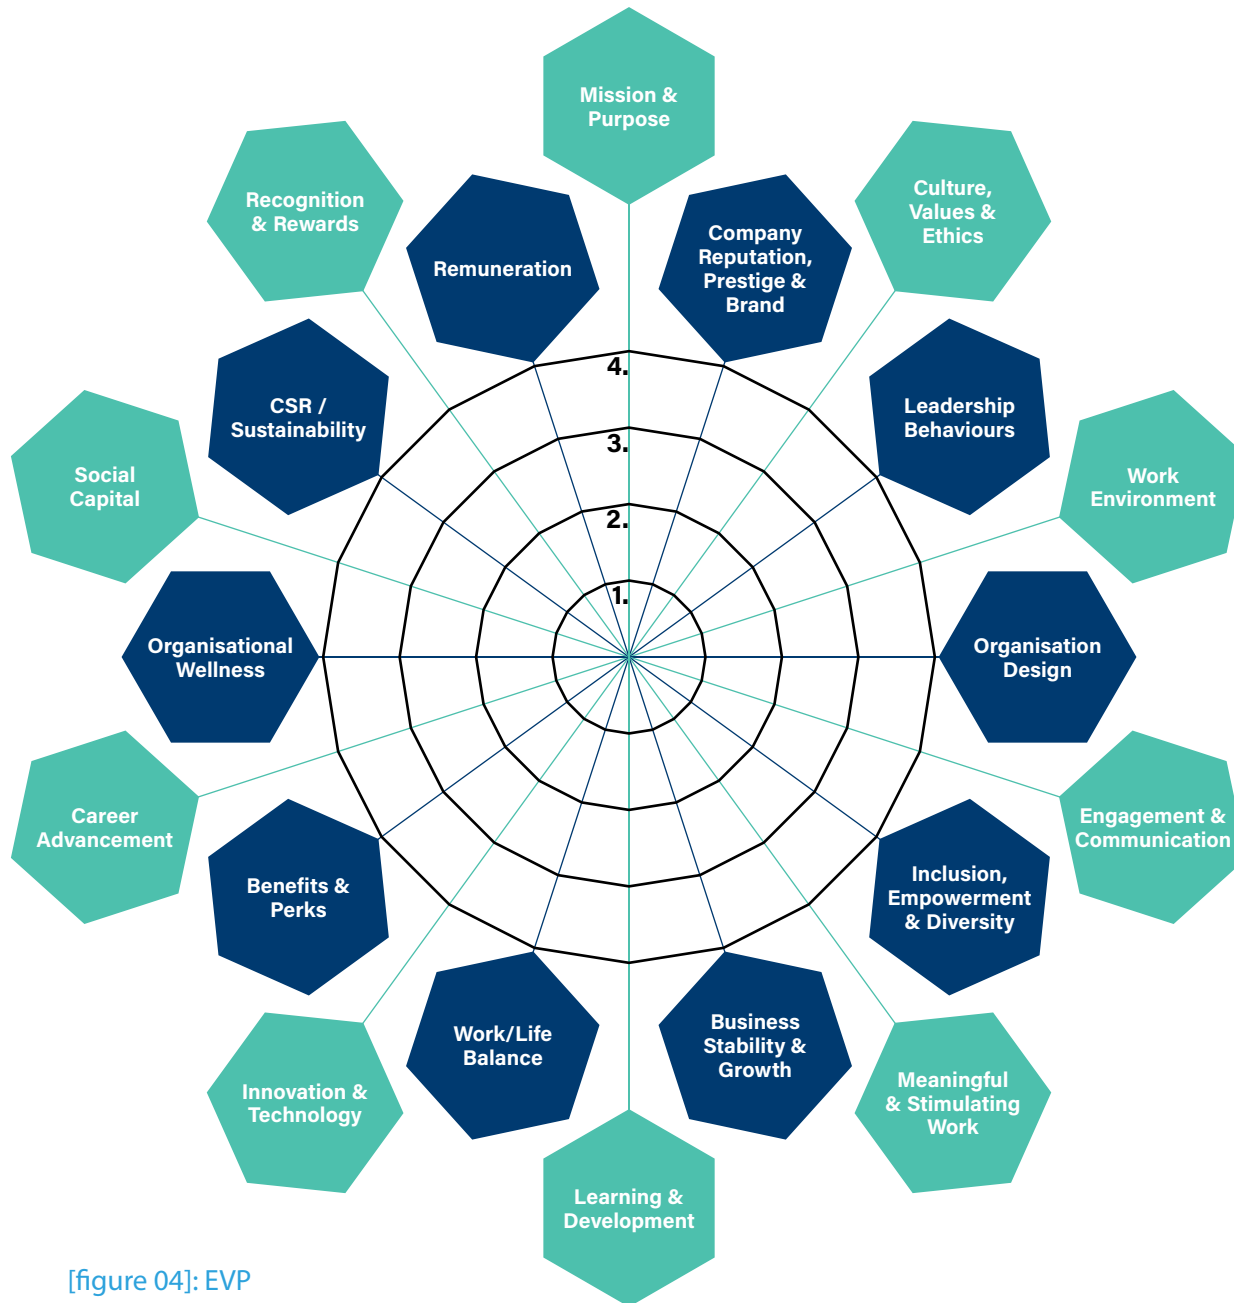 Mission &
Purpose
Recognition
& Rewards
Culture,
Values &
Ethics
Remuneration
Company
Reputation,
Prestige &
Brand
CSR /
Sustainability
Leadership
Behaviours
4.
3.
2.
1.
Social
Capital
Work
Environment
Organisational
Wellness
Organisation
Design
Career
Advancement
Engagement &
Communication
Benefits &
Perks
Inclusion,
Empowerment
& Diversity
Work/Life
Balance
Business
Stability &
Growth
Innovation &
Technology
Meaningful
& Stimulating
Work
Learning &
Development
[figure 04]: EVP